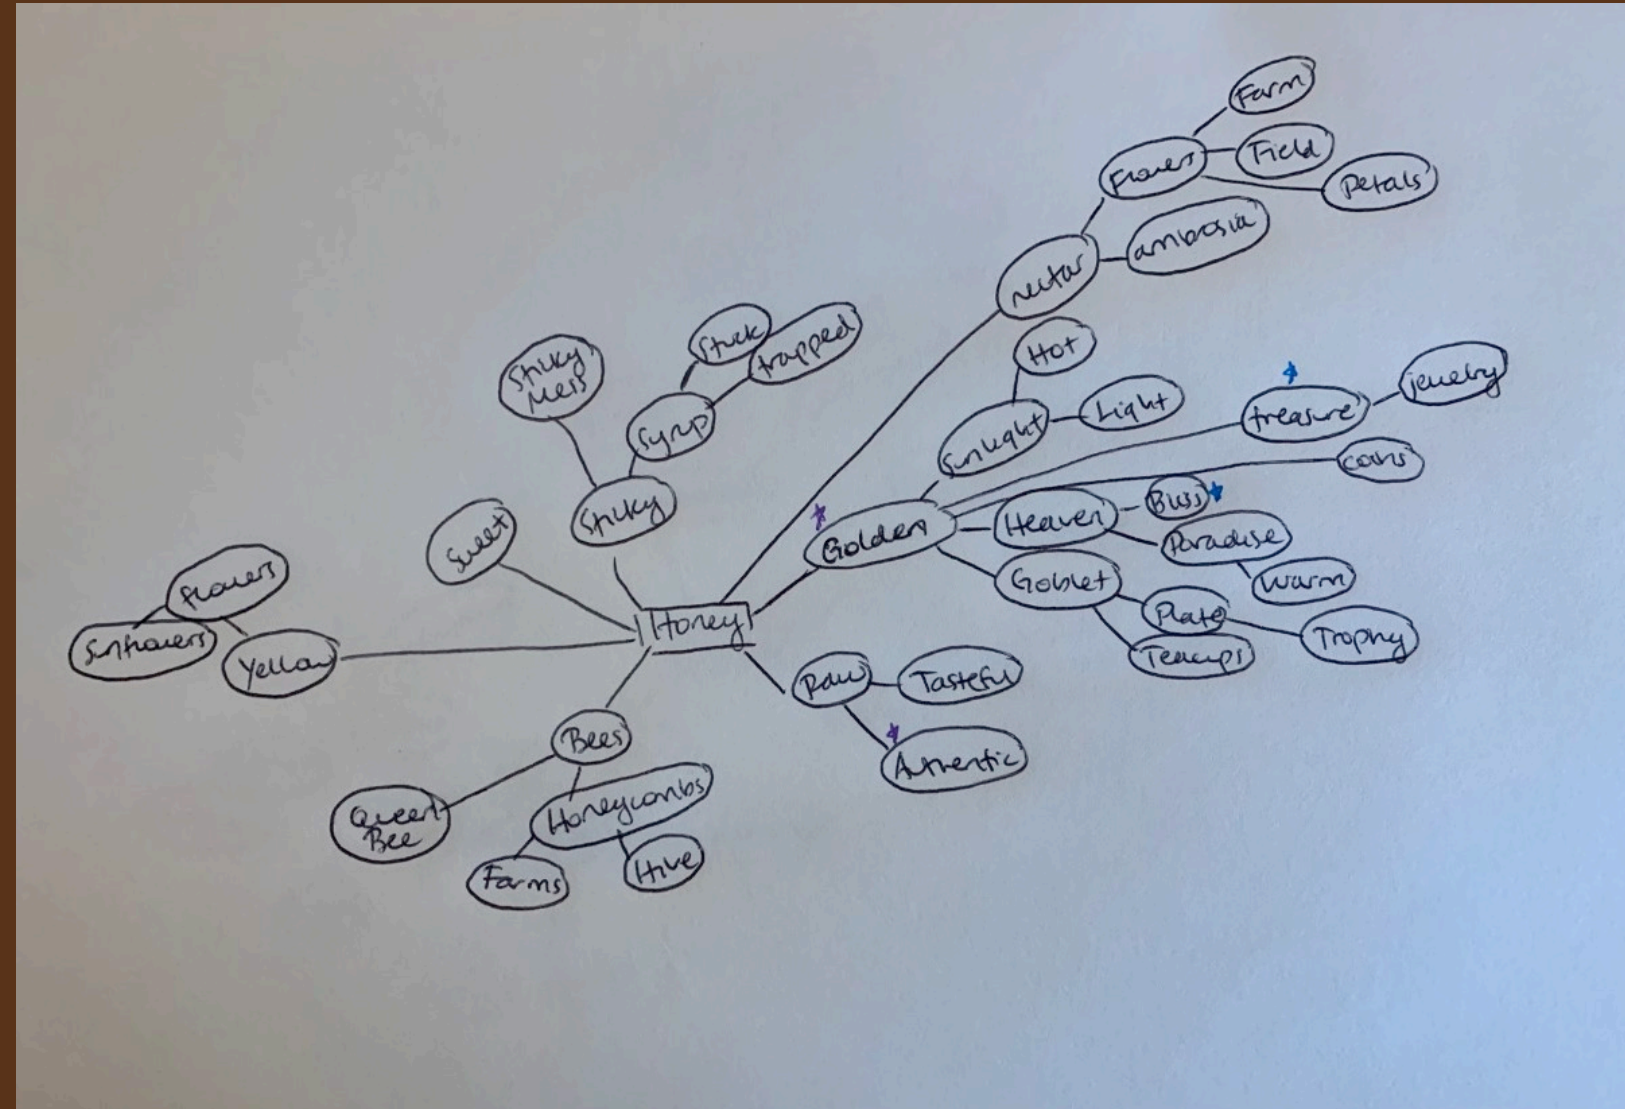 Farm
Flowers
Field
Petals
ambrosia
nectar
Stuck
trapped
Sticky
Mess
Syrup
Hot
Sunlight
Light
treasure
jewelry
coins
Sticky
Sweet
Golden
Heaven
Bliss
Paradise
Warm
Goblet
Plate
Trophy
Teacups
Flowers
Sunflowers
Yellow
Honey
Raw
Tasteful
Authentic
Bees
Queen
Bee
Honeycombs
Farms
Hive